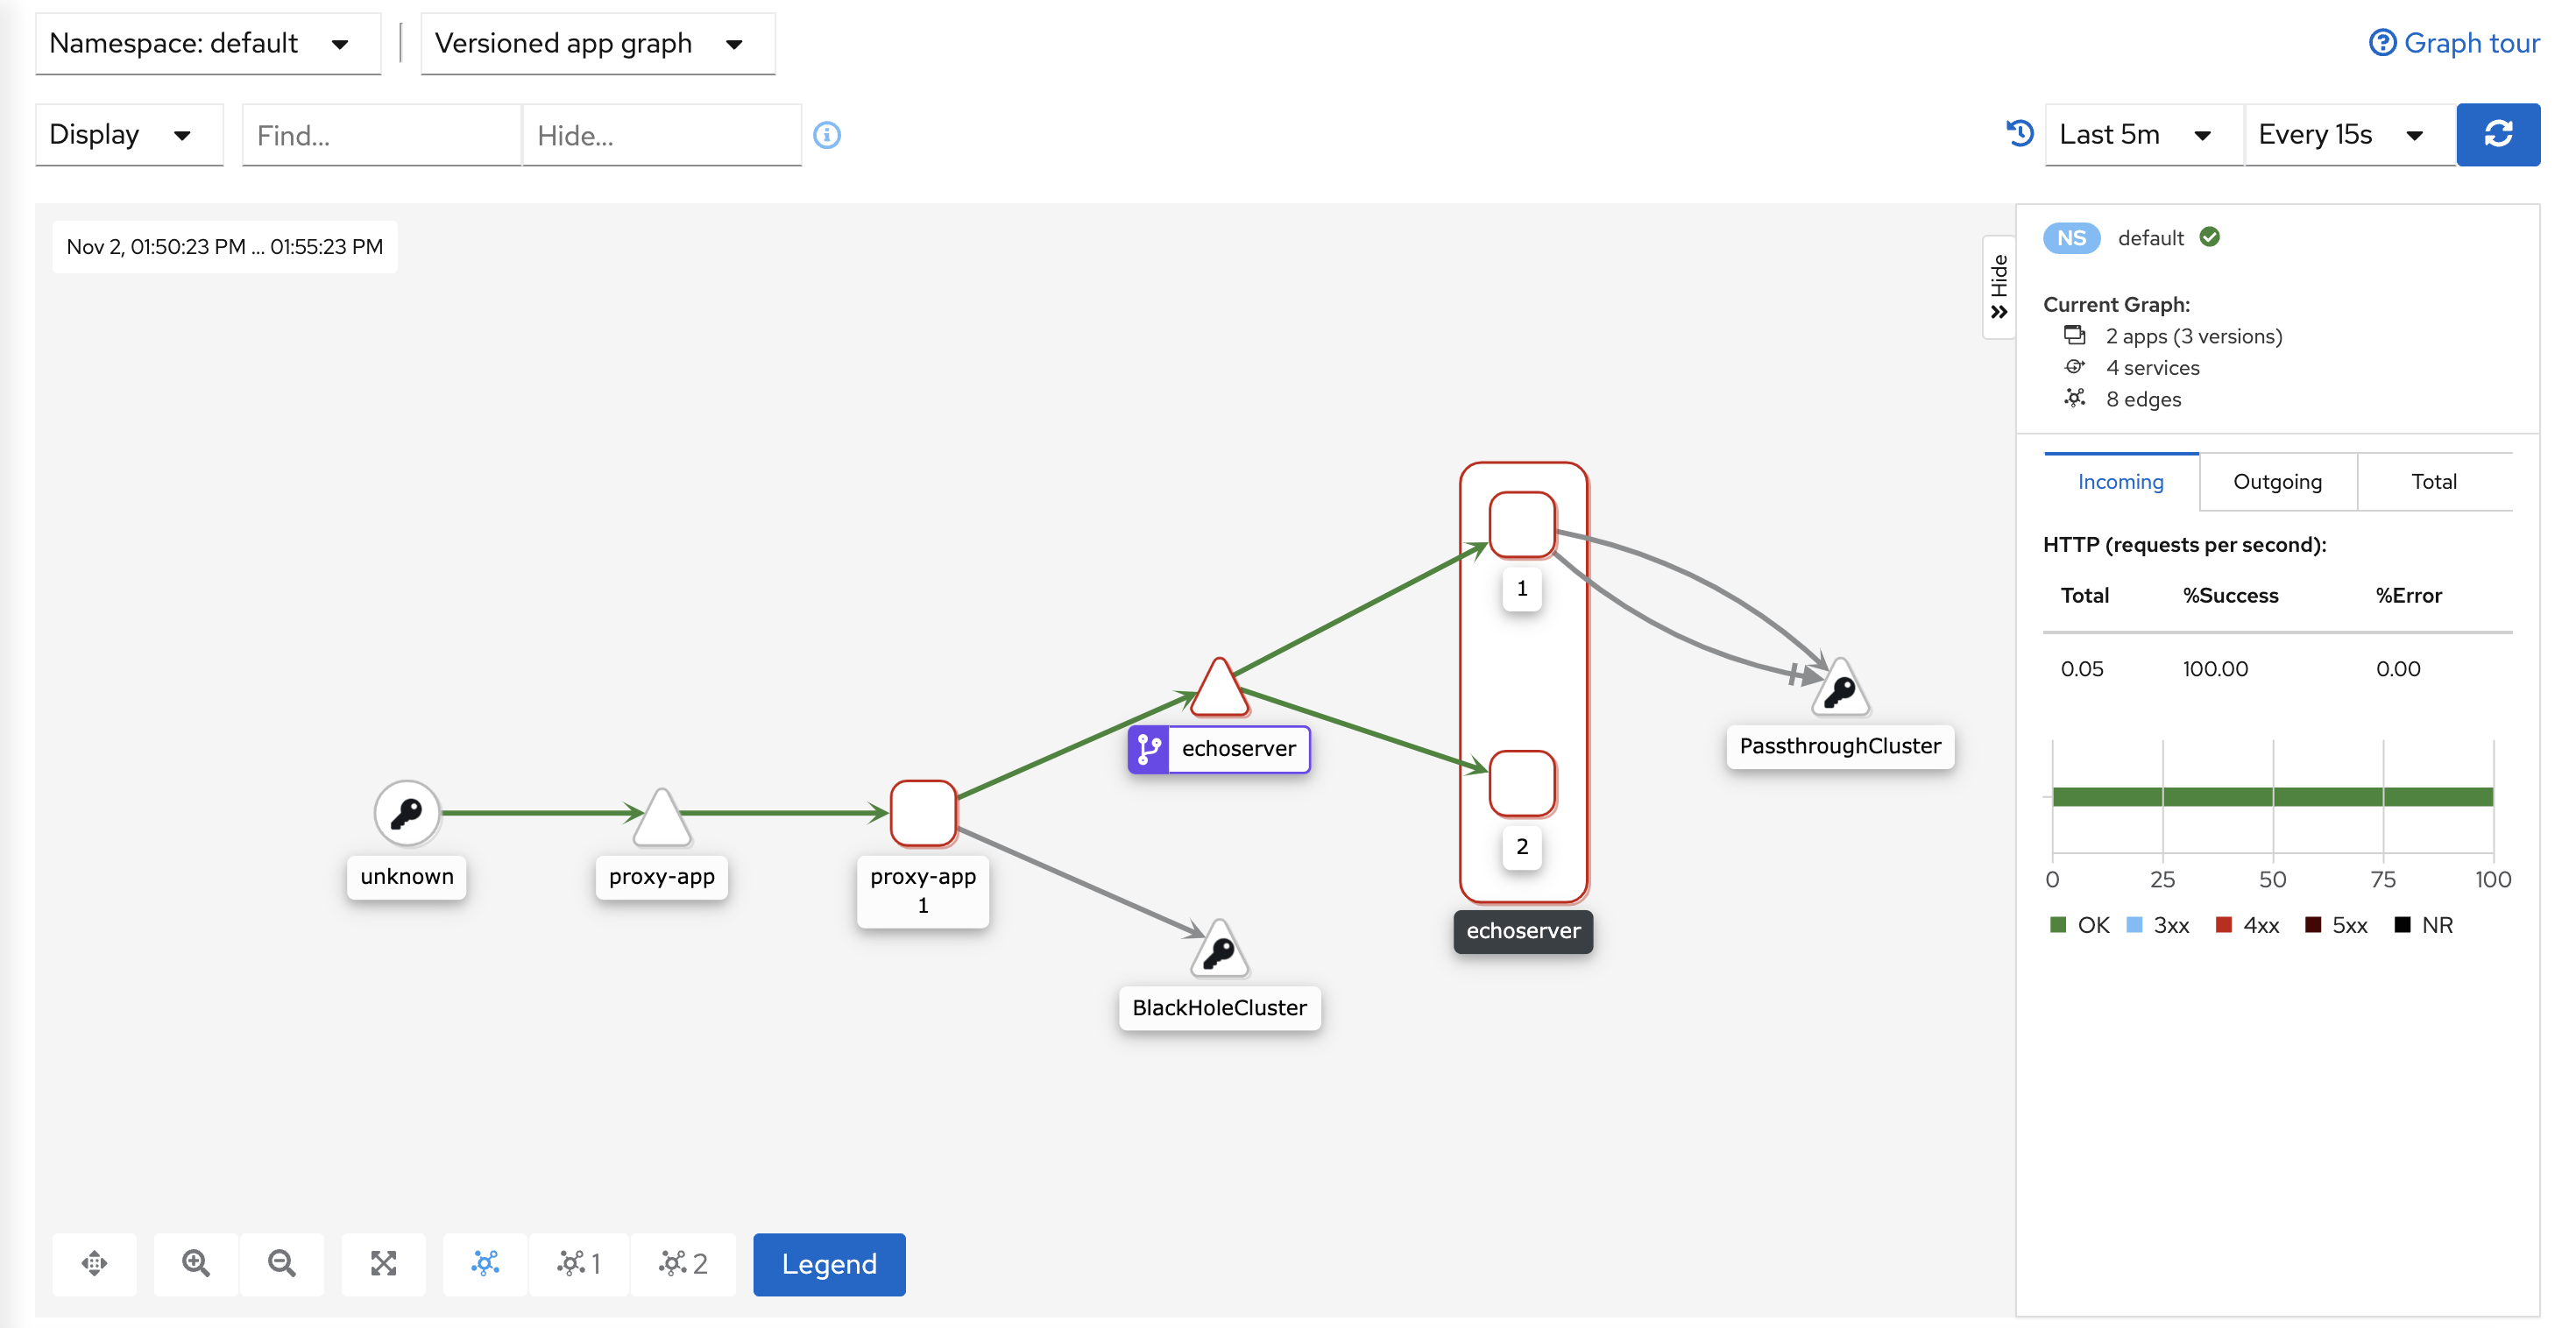 Namespace: default
Versioned app graph
Graph tour
Display
Find...
Hide...
Last 5m
Every 15s
Nov 2, 01:50:23 PM ... 01:55:23 PM
Hide
NS default
Current Graph:
2 apps (3 versions)
4 services
8 edges
Incoming
Outgoing
Total
HTTP (requests per second):
Total %Success %Error
0.05 100.00 0.00
0 25 50 75 100
OK 3xx 4xx 5xx NR
1
echoserver
PassthroughCluster
2
unknown
proxy-app
proxy-app
1
echoserver
BlackHoleCluster
1
2
Legend